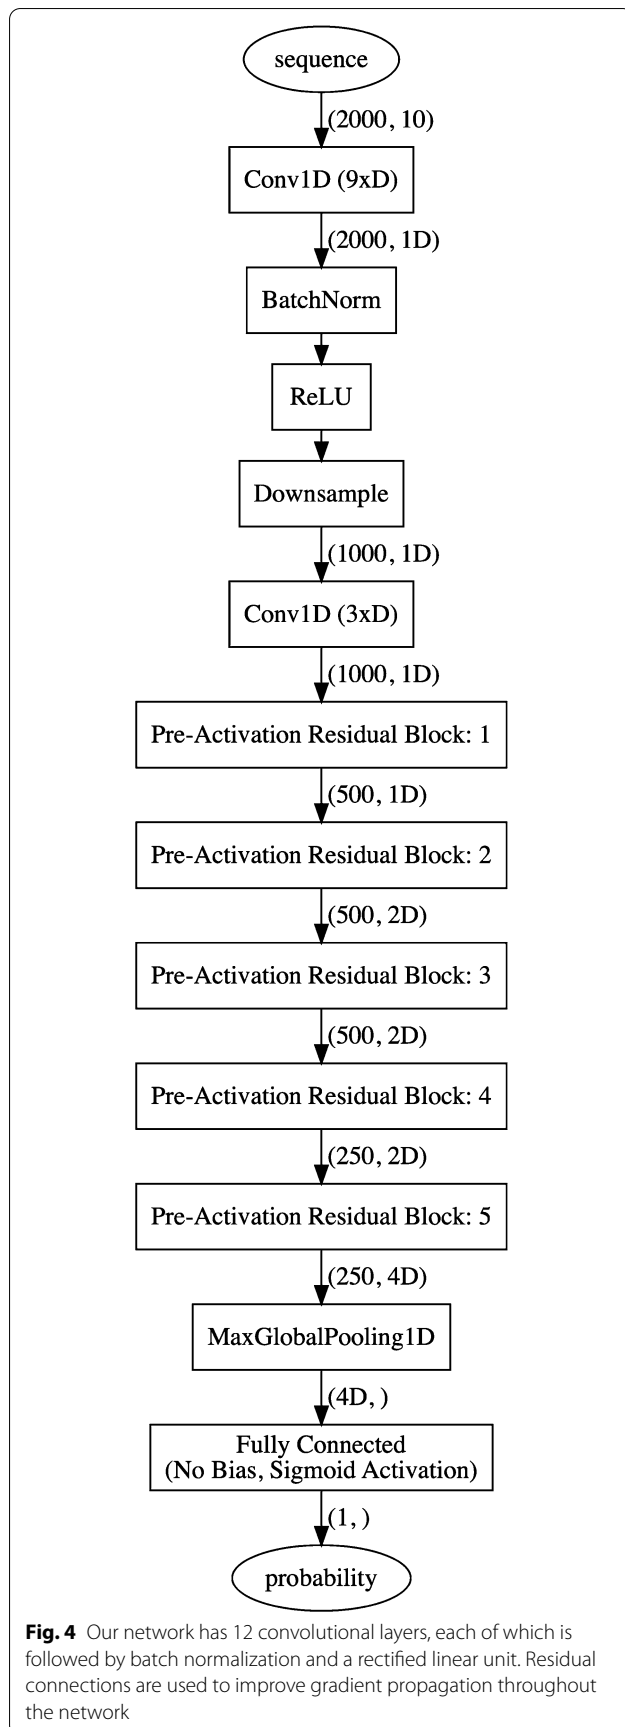 sequence
(2000, 10)
Conv1D (9xD)
(2000, 1D)
BatchNorm
ReLU
Downsample
(1000, 1D)
Conv1D (3xD)
(1000, 1D)
Pre-Activation Residual Block: 1
(500, 1D)
Pre-Activation Residual Block: 2
(500, 2D)
Pre-Activation Residual Block: 3
(500, 2D)
Pre-Activation Residual Block: 4
(250, 2D)
Pre-Activation Residual Block: 5
(250, 4D)
MaxGlobalPooling1D
(4D, )
Fully Connected
(No Bias, Sigmoid Activation)
(1, )
probability
Fig. 4 Our network has 12 convolutional layers, each of which is
followed by batch normalization and a rectified linear unit. Residual
connections are used to improve gradient propagation throughout
the network